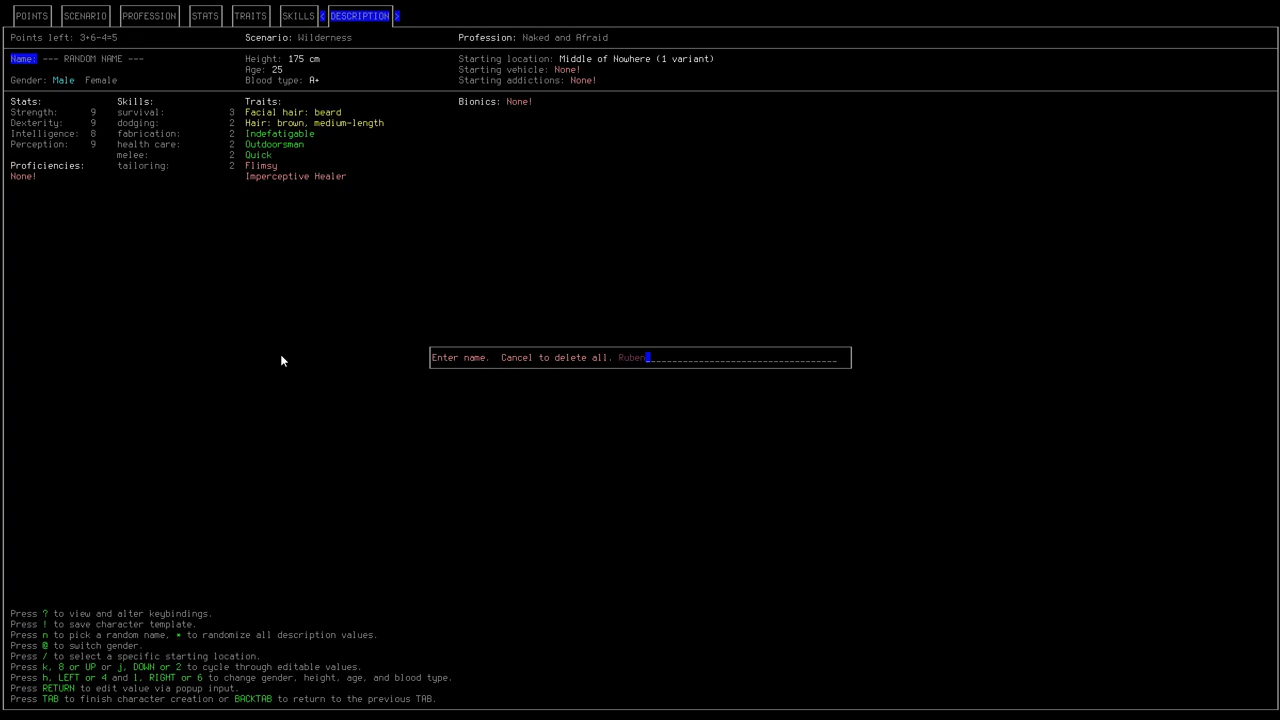 POINTS SCENARIO PROFESSION STATS TRAITS SKILLS < DESCRIPTION >
Points left: 3+6-4=5 Scenario: Wilderness Profession: Naked and Afraid
Name: --- RANDOM NAME --- Height: 175 cm Starting location: Middle of Nowhere (1 variant)
Age: 25 Starting vehicle: None!
Gender: Male Female Blood type: A+ Starting addictions: None!
Stats: Skills: Traits: Bionics: None!
Strength: 9 survival: 3 Facial hair: beard
Dexterity: 9 dodging: 2 Hair: brown, medium-length
Intelligence: 8 fabrication: 2 Indefatigable
Perception: 9 health care: 2 Outdoorsman
melee: 2 Quick
Proficiencies: tailoring: 2 Flimsy
None! Imperceptive Healer
Enter name. Cancel to delete all. Ruben
Press ? to view and alter keybindings.
Press ! to save character template.
Press n to pick a random name, * to randomize all description values.
Press @ to switch gender.
Press / to select a specific starting location.
Press k, 8 or UP or j, DOWN or 2 to cycle through editable values.
Press h, LEFT or 4 and l, RIGHT or 6 to change gender, height, age, and blood type.
Press RETURN to edit value via popup input.
Press TAB to finish character creation or BACKTAB to return to the previous TAB.